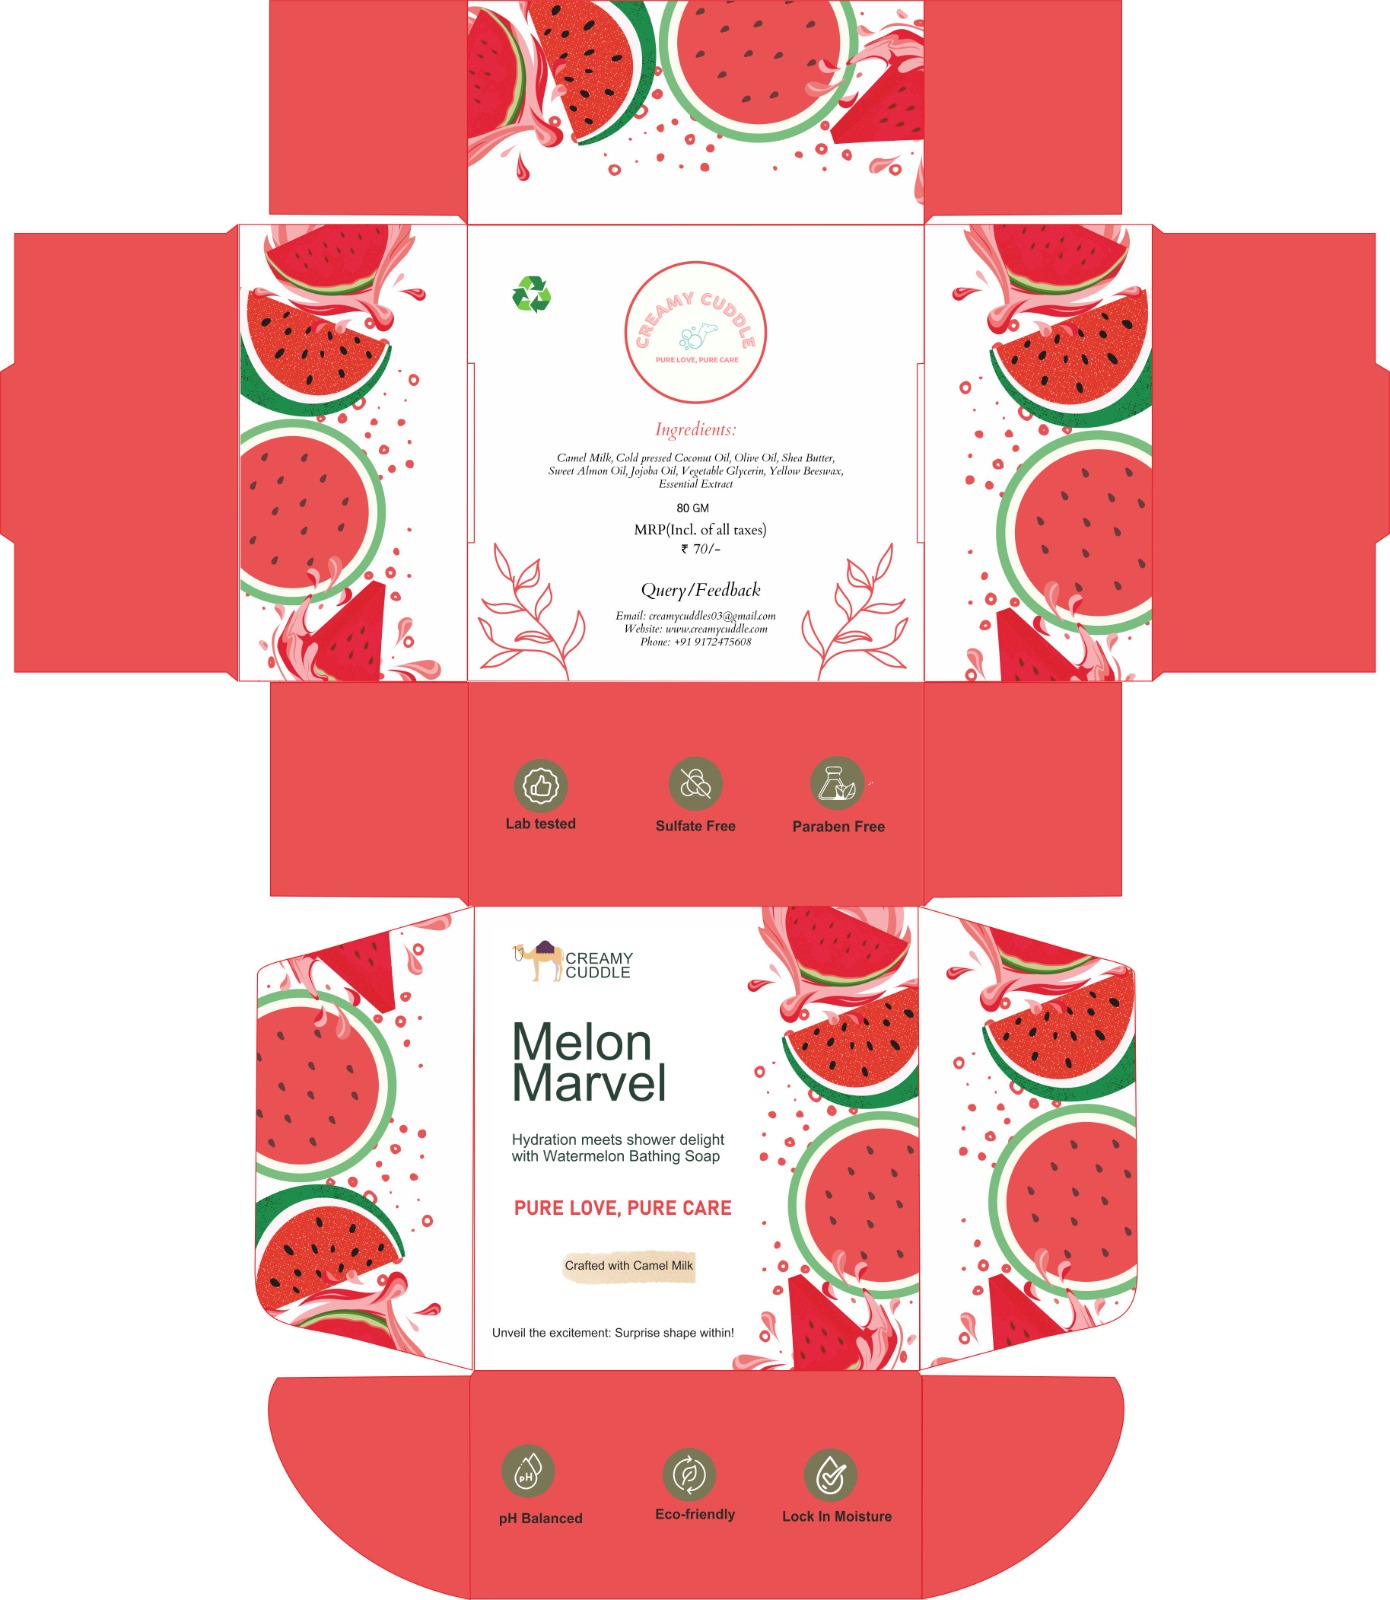 CREAMY CUDDLE
PURE LOVE, PURE CARE
Ingredients:
Camel Milk, Cold pressed Coconut Oil, Olive Oil, Shea Butter,
Sweet Almon Oil, Jojoba Oil, Vegetable Glycerin, Yellow Beeswax,
Essential Extract
80 GM
MRP(Incl. of all taxes)
₹ 70/-
Query/Feedback
Email: creamycuddles03@gmail.com
Website: www.creamycuddle.com
Phone: +91 9172475608
Lab tested
Sulfate Free
Paraben Free
CREAMY
CUDDLE
Melon
Marvel
Hydration meets shower delight
with Watermelon Bathing Soap
PURE LOVE, PURE CARE
Crafted with Camel Milk
Unveil the excitement: Surprise shape within!
pH
pH Balanced
Eco-friendly
Lock In Moisture